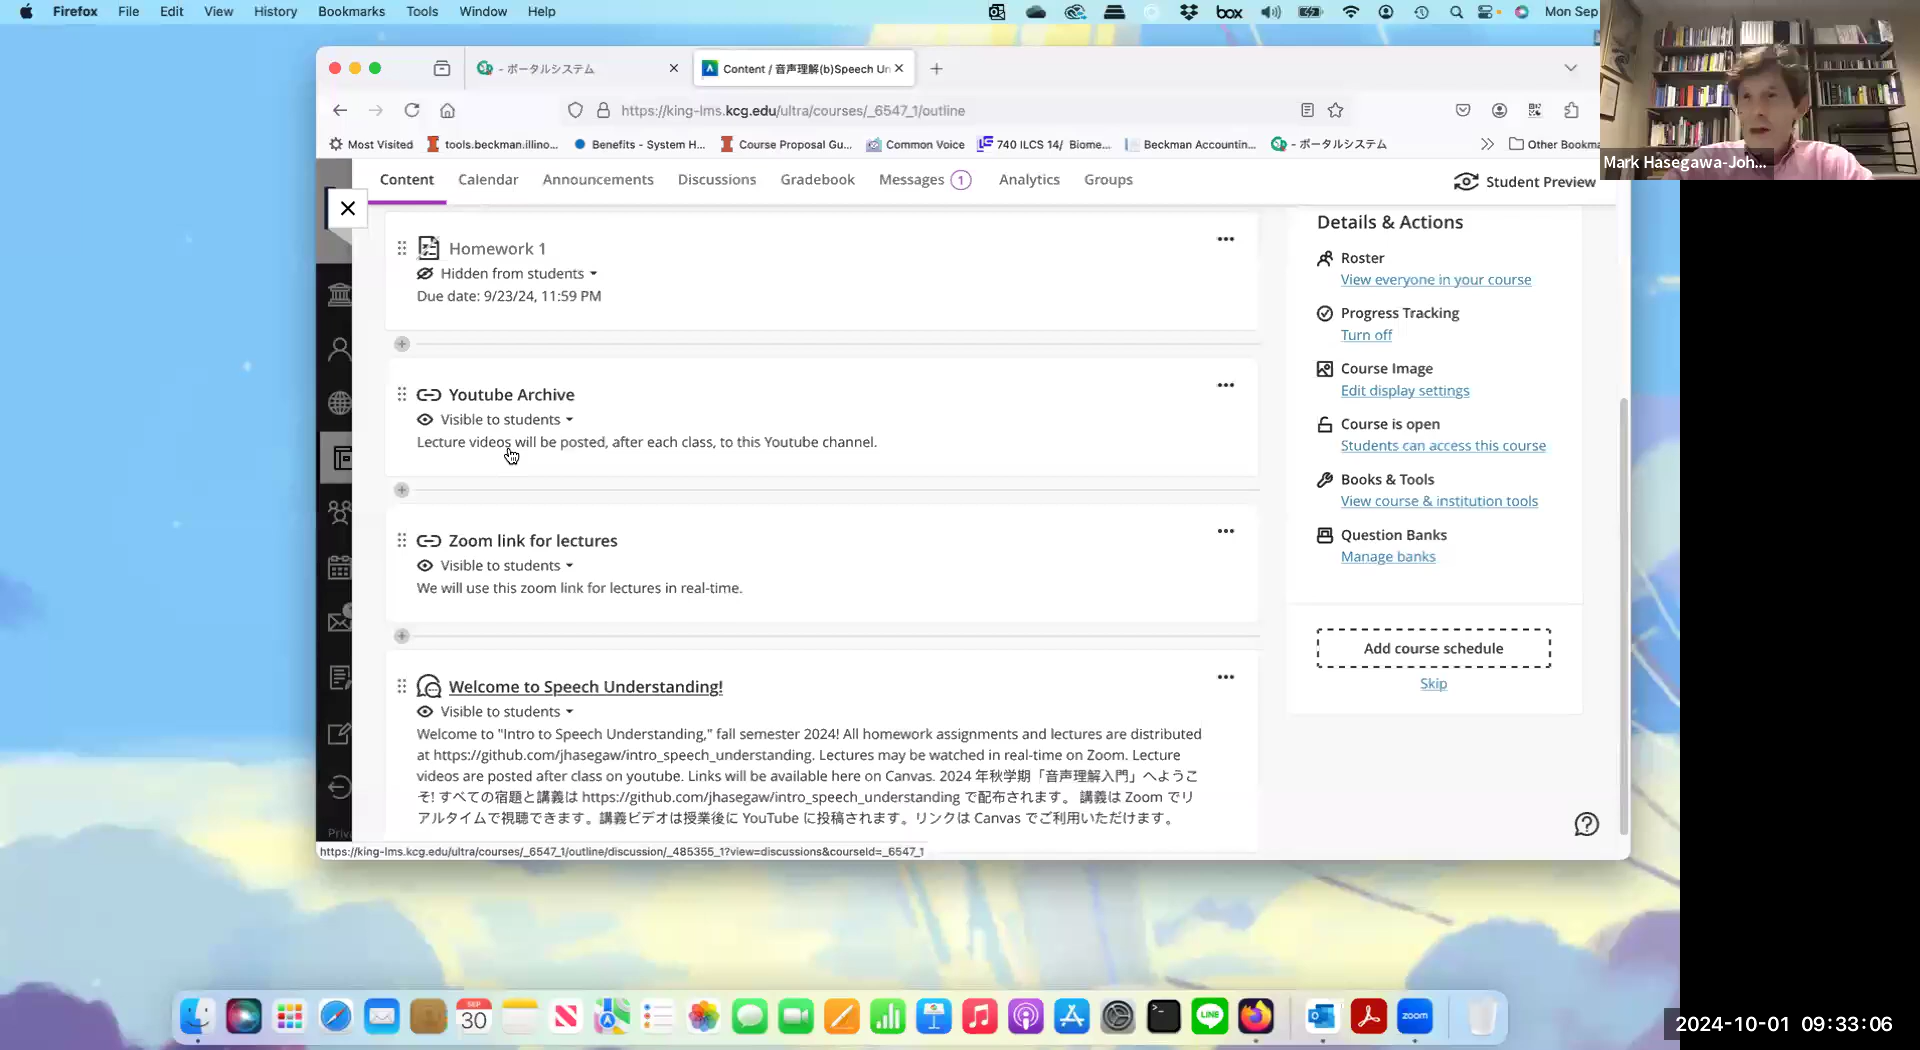 Firefox File Edit View History Bookmarks Tools Window Help
box
Mon Sep
- ポータルシステム
Content / 音声理解(b)Speech Un
https://king-lms.kcg.edu/ultra/courses/_6547_1/outline
Most Visited tools.beckman.illino... Benefits - System H... Course Proposal Gu... Common Voice 740 ILCS 14/ Biome... Beckman Accountin... - ポータルシステム Other Bookma
Mark Hasegawa-Joh...
Content Calendar Announcements Discussions Gradebook Messages 1 Analytics Groups
Student Preview
Homework 1
Hidden from students
Due date: 9/23/24, 11:59 PM
Youtube Archive
Visible to students
Lecture videos will be posted, after each class, to this Youtube channel.
Zoom link for lectures
Visible to students
We will use this zoom link for lectures in real-time.
Welcome to Speech Understanding!
Visible to students
Welcome to "Intro to Speech Understanding," fall semester 2024! All homework assignments and lectures are distributed
at https://github.com/jhasegaw/intro_speech_understanding. Lectures may be watched in real-time on Zoom. Lecture
videos are posted after class on youtube. Links will be available here on Canvas. 2024 年秋学期「音声理解入門」へようこ
そ! すべての宿題と講義は https://github.com/jhasegaw/intro_speech_understanding で配布されます。 講義は Zoom でリ
アルタイムで視聴できます。講義ビデオは授業後に YouTube に投稿されます。リンクは Canvas でご利用いただけます。
Details & Actions
Roster
View everyone in your course
Progress Tracking
Turn off
Course Image
Edit display settings
Course is open
Students can access this course
Books & Tools
View course & institution tools
Question Banks
Manage banks
Add course schedule
Skip
Priva
https://king-lms.kcg.edu/ultra/courses/_6547_1/outline/discussion/_485355_1?view=discussions&courseId=_6547_1
SEP
30
LINE
zoom
2024-10-01 09:33:06